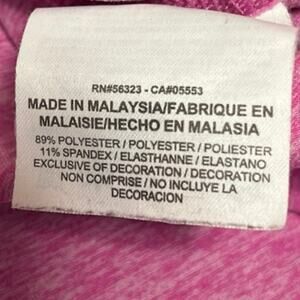 RN#56323 - CA#05553
MADE IN MALAYSIA/FABRIQUE EN
MALAISIE/HECHO EN MALASIA
89% POLYESTER / POLYESTER / POLIESTER
11% SPANDEX / ELASTHANNE / ELASTANO
EXCLUSIVE OF DECORATION / DECORATION
NON COMPRISE / NO INCLUYE LA
DECORACION